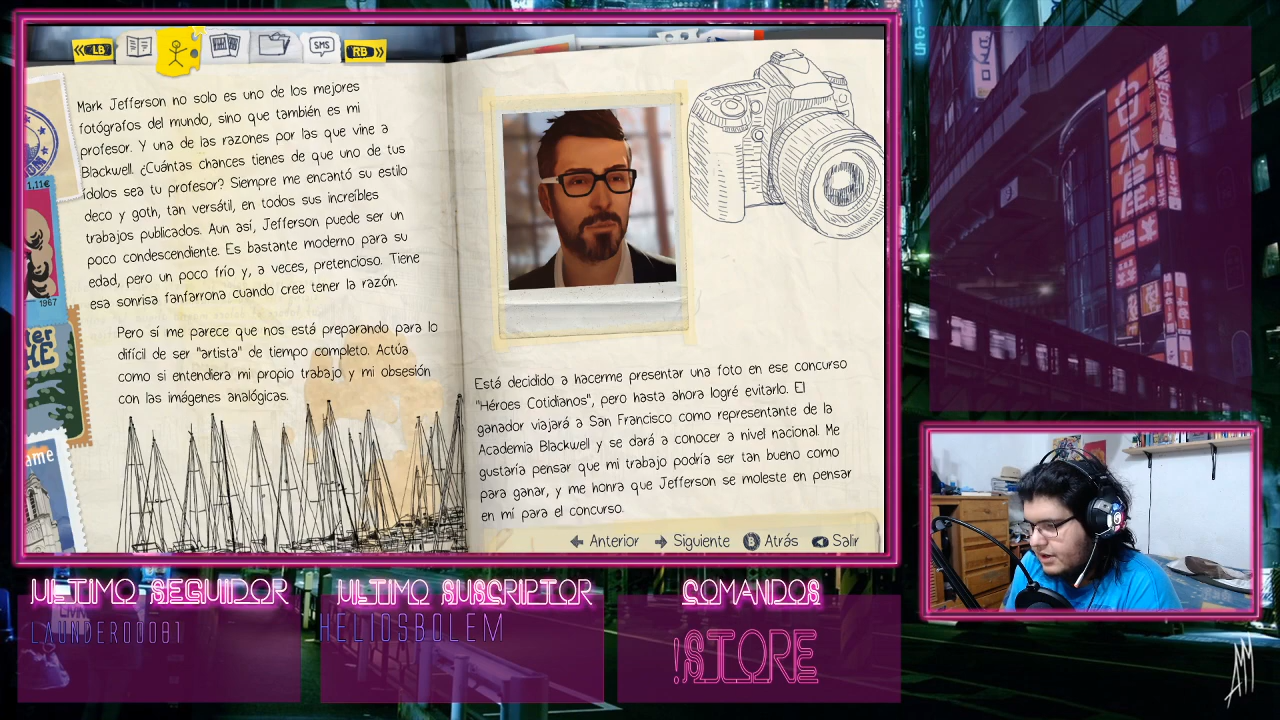 LB
SMS
RB
Mark Jefferson no solo es uno de los mejores
fotógrafos del mundo, sino que también es mi
profesor. Y una de las razones por las que vine a
Blackwell. ¿Cuántas chances tienes de que uno de tus
ídolos sea tu profesor? Siempre me encantó su estilo
deco y goth, tan versátil, en todos sus increíbles
trabajos publicados. Aun así, Jefferson puede ser un
poco condescendiente. Es bastante moderno para su
edad, pero un poco frío y, a veces, pretencioso. Tiene
esa sonrisa fanfarrona cuando cree tener la razón.
Pero sí me parece que nos está preparando para lo
difícil de ser "artista" de tiempo completo. Actúa
como si entendiera mi propio trabajo y mi obsesión
con las imágenes analógicas.
1,11€
1967
ame
Está decidido a hacerme presentar una foto en ese concurso
"Héroes Cotidianos", pero hasta ahora logré evitarlo. El
ganador viajará a San Francisco como representante de la
Academia Blackwell y se dará a conocer a nivel nacional. Me
gustaría pensar que mi trabajo podría ser tan bueno como
para ganar, y me honra que Jefferson se moleste en pensar
en mí para el concurso.
Anterior Siguiente B Atrás Salir
ULTIMO SEGUIDOR
LAUNDER00081
ULTIMO SUSCRIPTOR
HELIOSBOLEM
COMANDOS
!STORE